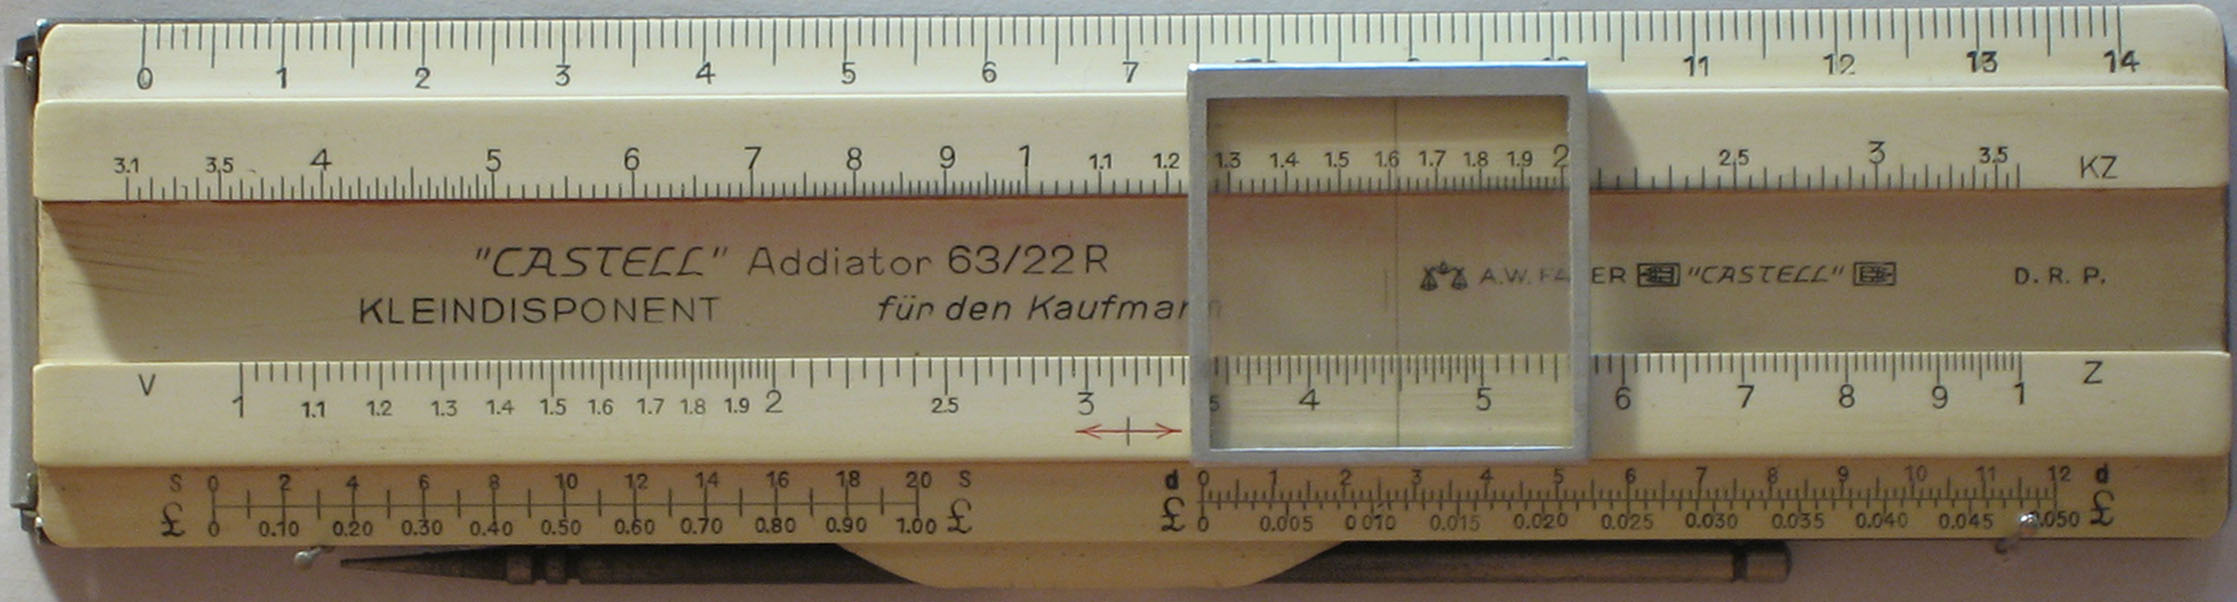 0 1 2 3 4 5 6 7 11 12 13 14
3.1 3.5 4 5 6 7 8 9 1 1.1 1.2 1.3 1.4 1.5 1.6 1.7 1.8 1.9 2 2,5 3 3.5 KZ
"CASTELL" Addiator 63/22 R
KLEINDISPONENT für den Kaufmann
A.W. FABER "CASTELL" D. R. P.
V 1 1.1 1.2 1.3 1.4 1.5 1.6 1.7 1.8 1.9 2 2.5 3 4 5 6 7 8 9 1 Z
S 0 2 4 6 8 10 12 14 16 18 20 S d 0 1 2 3 4 5 6 7 8 9 10 11 12 d
£ 0 0.10 0.20 0.30 0.40 0.50 0.60 0.70 0.80 0.90 1.00 £ £ 0 0.005 0.010 0.015 0.020 0.025 0.030 0.035 0.040 0.045 0.050 £